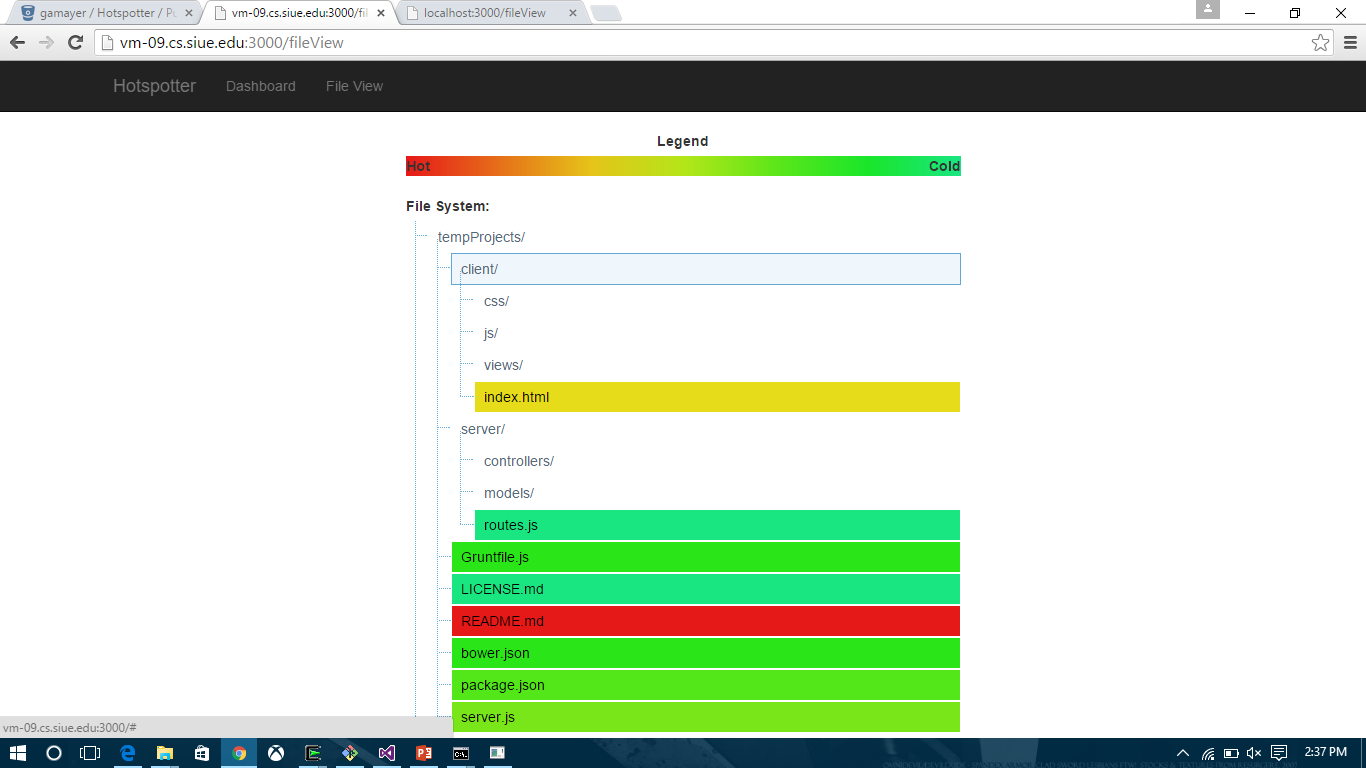 gamayer / Hotspotter / Pu
vm-09.cs.siue.edu:3000/fil
localhost:3000/fileView
vm-09.cs.siue.edu:3000/fileView
Hotspotter Dashboard File View
Legend
Hot Cold
File System:
tempProjects/
client/
css/
js/
views/
index.html
server/
controllers/
models/
routes.js
Gruntfile.js
LICENSE.md
README.md
bower.json
package.json
server.js
vm-09.cs.siue.edu:3000/#
2:37 PM